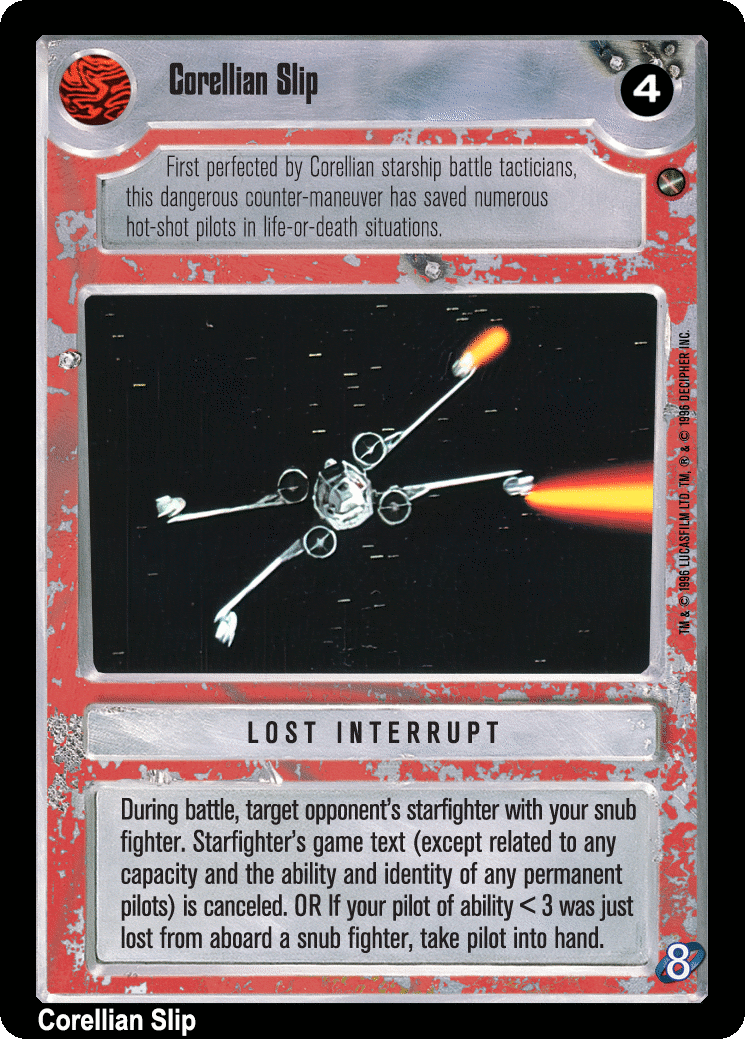 Corellian Slip
4
First perfected by Corellian starship battle tacticians,
this dangerous counter-maneuver has saved numerous
hot-shot pilots in life-or-death situations.
TM & © 1996 LUCASFILM LTD. TM, ® & © 1996 DECIPHER INC.
LOST INTERRUPT
During battle, target opponent's starfighter with your snub
fighter. Starfighter's game text (except related to any
capacity and the ability and identity of any permanent
pilots) is canceled. OR If your pilot of ability < 3 was just
lost from aboard a snub fighter, take pilot into hand.
8
Corellian Slip